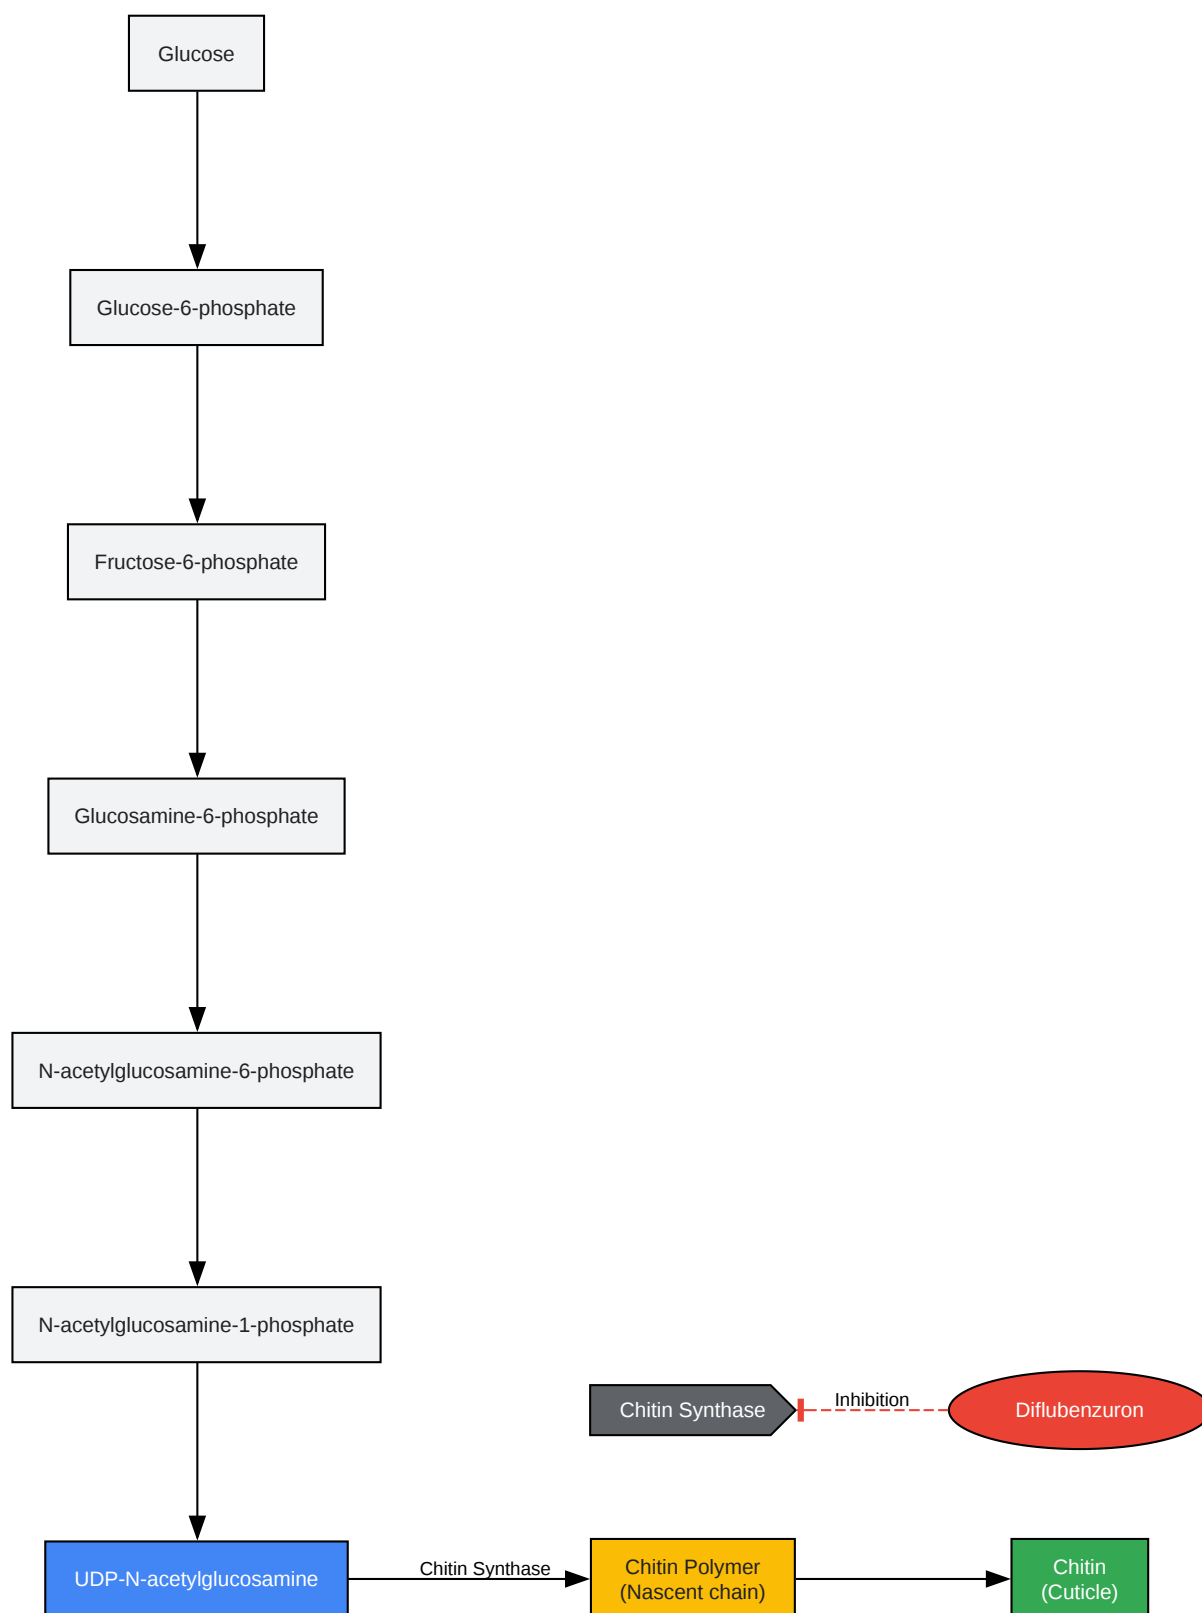 Glucose
Glucose-6-phosphate
Fructose-6-phosphate
Glucosamine-6-phosphate
N-acetylglucosamine-6-phosphate
N-acetylglucosamine-1-phosphate
Chitin Synthase
Inhibition
Diflubenzuron
UDP-N-acetylglucosamine
Chitin Synthase
Chitin Polymer
(Nascent chain)
Chitin
(Cuticle)